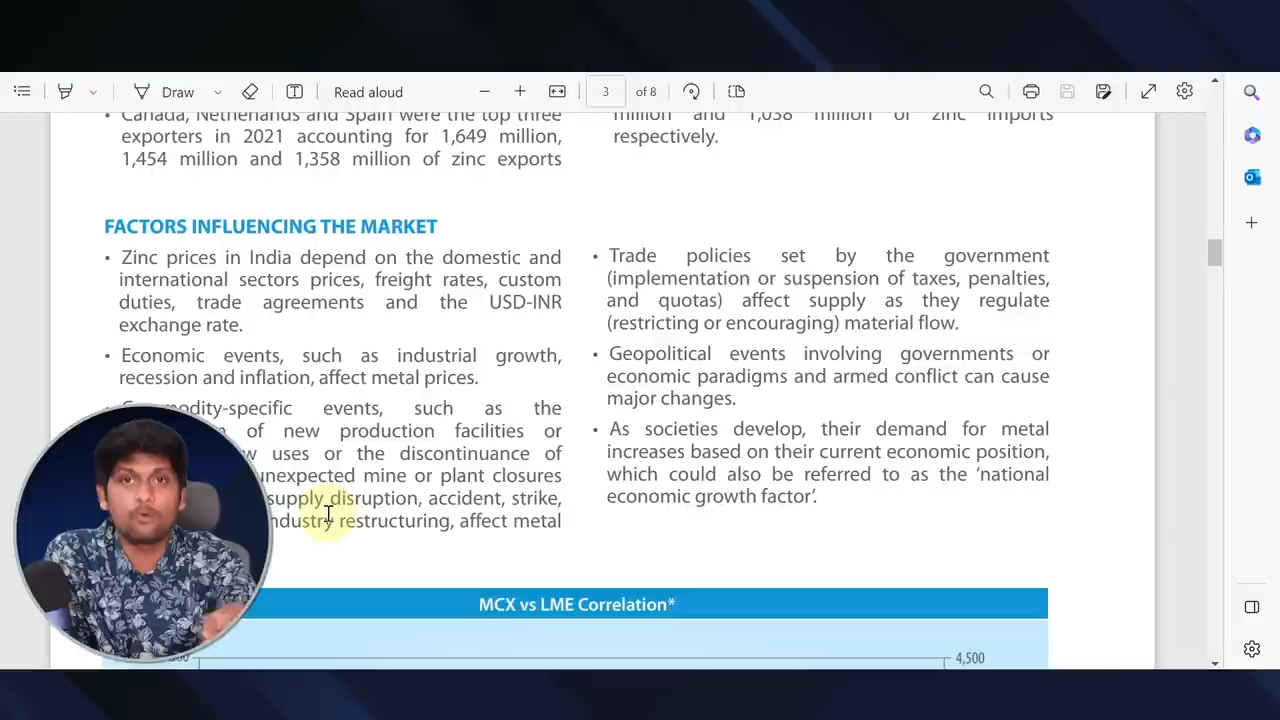 Draw
Read aloud
3
of 8
Canada, Netherlands and Spain were the top three
exporters in 2021 accounting for 1,649 million,
1,454 million and 1,358 million of zinc exports
million and 1,038 million of zinc imports
respectively.
FACTORS INFLUENCING THE MARKET
• Zinc prices in India depend on the domestic and
international sectors prices, freight rates, custom
duties, trade agreements and the USD-INR
exchange rate.
• Economic events, such as industrial growth,
recession and inflation, affect metal prices.
modity-specific events, such as the
of new production facilities or
uses or the discontinuance of
unexpected mine or plant closures
supply disruption, accident, strike,
industry restructuring, affect metal
• Trade policies set by the government
(implementation or suspension of taxes, penalties,
and quotas) affect supply as they regulate
(restricting or encouraging) material flow.
• Geopolitical events involving governments or
economic paradigms and armed conflict can cause
major changes.
• As societies develop, their demand for metal
increases based on their current economic position,
which could also be referred to as the ‘national
economic growth factor’.
MCX vs LME Correlation*
4,500